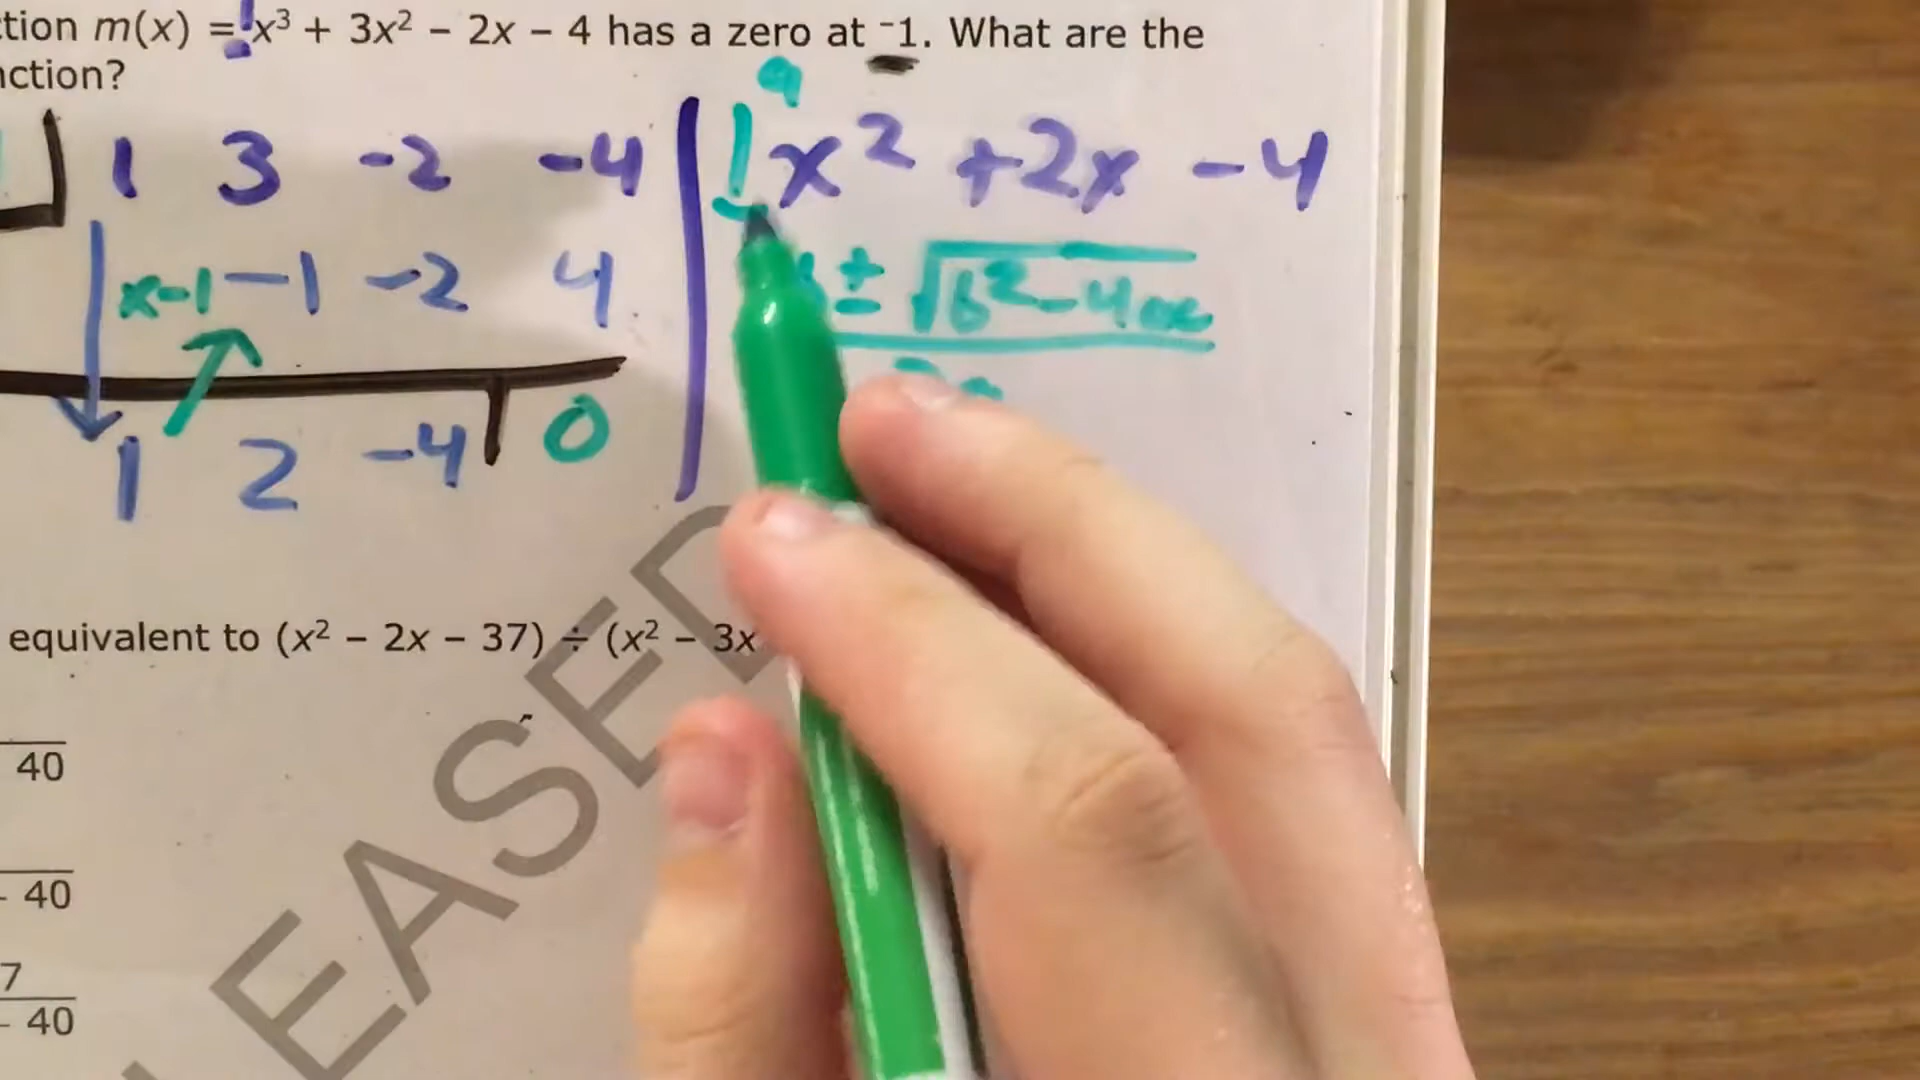 tion m(x) = x³ + 3x² – 2x – 4 has a zero at ⁻1. What are the
nction?
a
1 3 -2 -4
1x² +2x -4
x-1 -1 -2 4
± √b²-4ac
1 2 -4 0
equivalent to (x² – 2x – 37) ÷ (x² – 3x
40
- 40
7
- 40
EASED